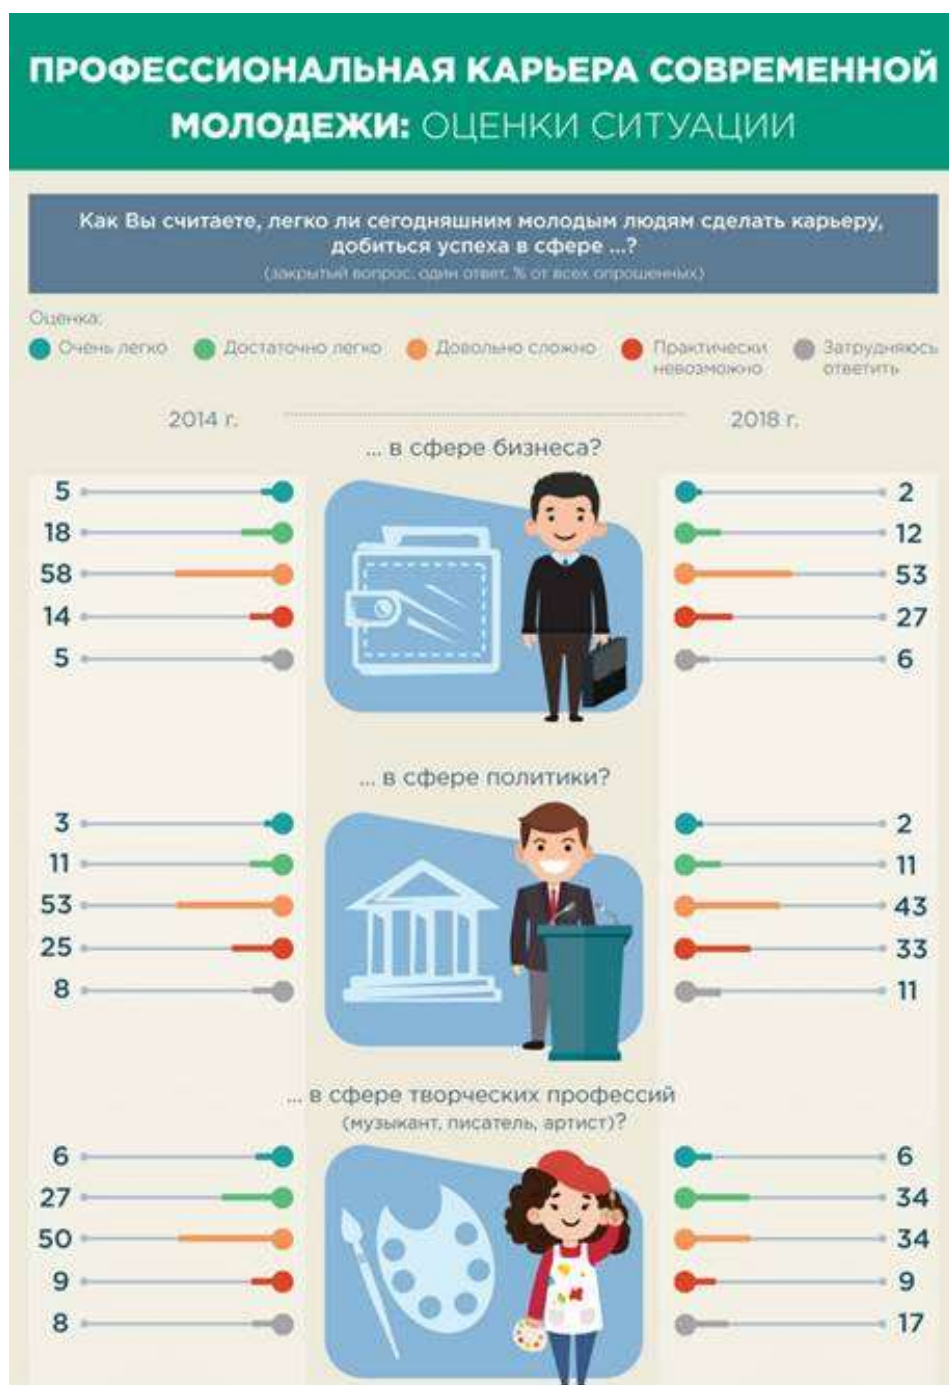 ПРОФЕССИОНАЛЬНАЯ КАРЬЕРА СОВРЕМЕННОЙ
МОЛОДЕЖИ: ОЦЕНКИ СИТУАЦИИ
Как Вы считаете, легко ли сегодняшним молодым людям сделать карьеру,
добиться успеха в сфере ...?
(закрытый вопрос, один ответ, % от всех опрошенных)
Оценка:
Очень легко
Достаточно легко
Довольно сложно
Практически
невозможно
Затрудняюсь
ответить
2014 г.
2018 г.
... в сфере бизнеса?
5 2
18 12
58 53
14 27
5 6
... в сфере политики?
3 2
11 11
53 43
25 33
8 11
... в сфере творческих профессий
(музыкант, писатель, артист)?
6 6
27 34
50 34
9 9
8 17